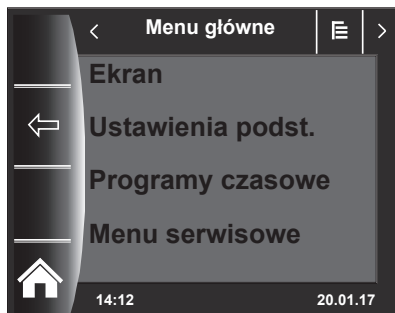 Menu główne
Ekran
Ustawienia podst.
Programy czasowe
Menu serwisowe
14:12 20.01.17